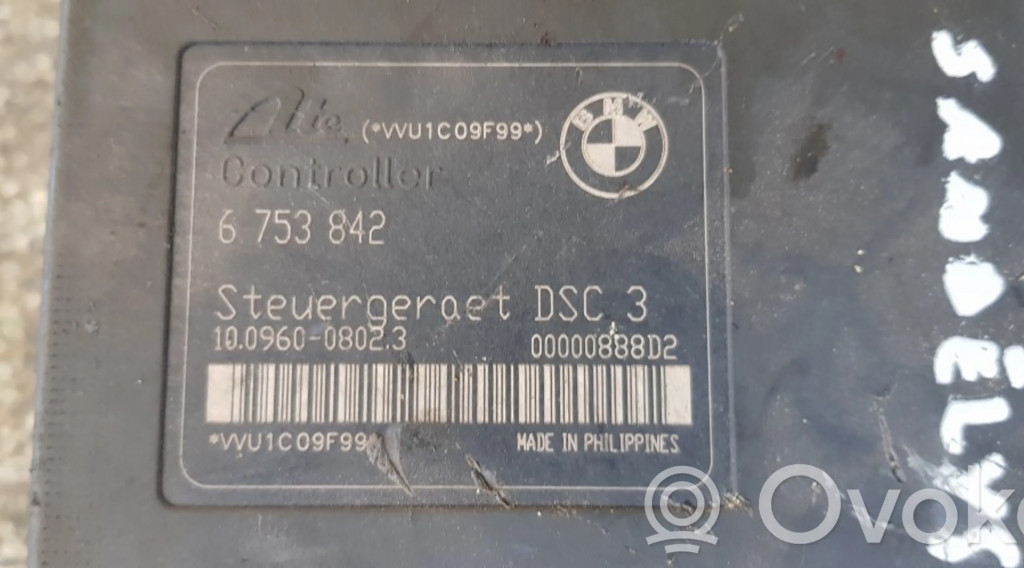 Ate (*VVU1C09F99*)
BMW
Controller
6 753 842
Steuergeraet DSC 3
10.0960-0802.3 00000888D2
*VVU1C09F99*
MADE IN PHILIPPINES
SANDĖLYS
Ovoko